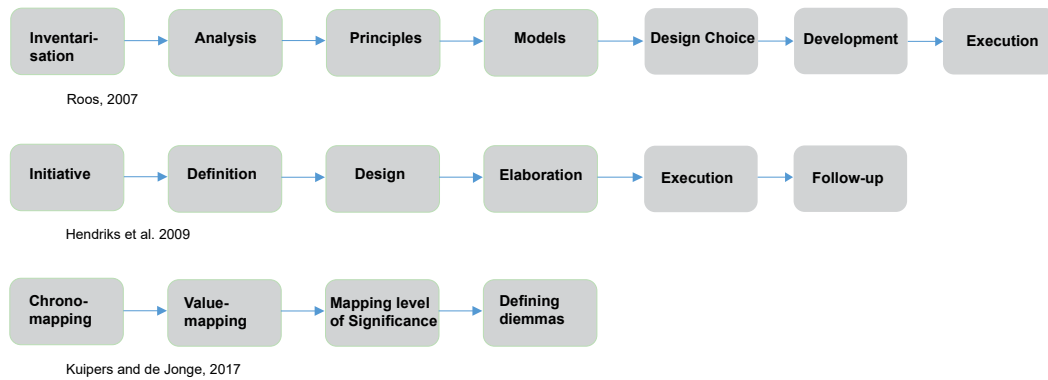 Inventari-
sation
Analysis
Principles
Models
Design Choice
Development
Execution
Roos, 2007
Initiative
Definition
Design
Elaboration
Execution
Follow-up
Hendriks et al. 2009
Chrono-
mapping
Value-
mapping
Mapping level
of Significance
Defining
diemmas
Kuipers and de Jonge, 2017